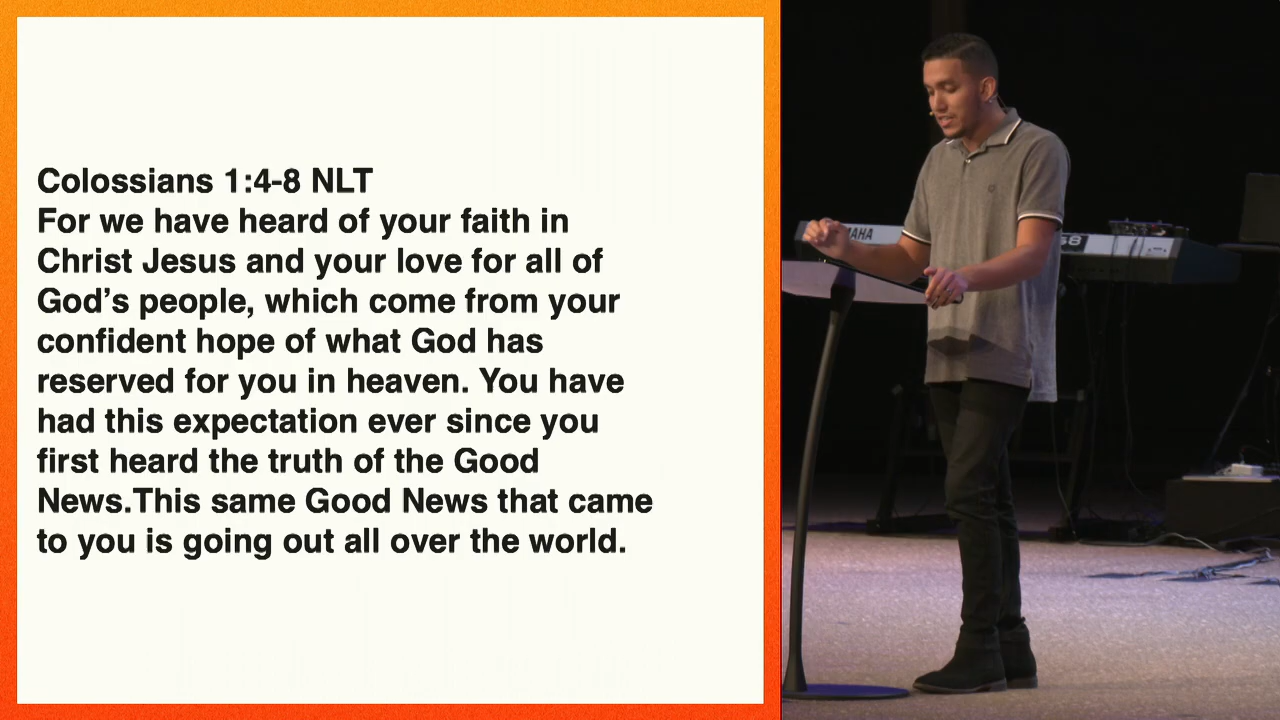 Colossians 1:4-8 NLT
For we have heard of your faith in
Christ Jesus and your love for all of
God’s people, which come from your
confident hope of what God has
reserved for you in heaven. You have
had this expectation ever since you
first heard the truth of the Good
News.This same Good News that came
to you is going out all over the world.